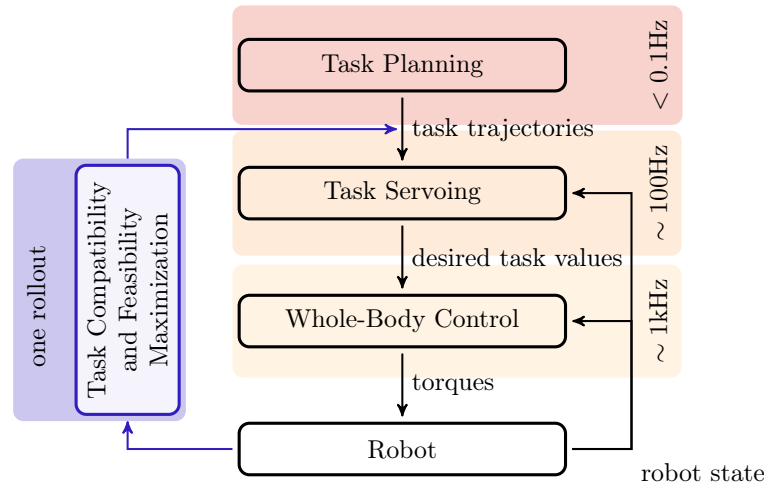 Task Planning
< 0.1Hz
task trajectories
Task Servoing
∼ 100Hz
desired task values
Whole-Body Control
∼ 1kHz
torques
Robot
robot state
one rollout
Task Compatibility
and Feasibility
Maximization